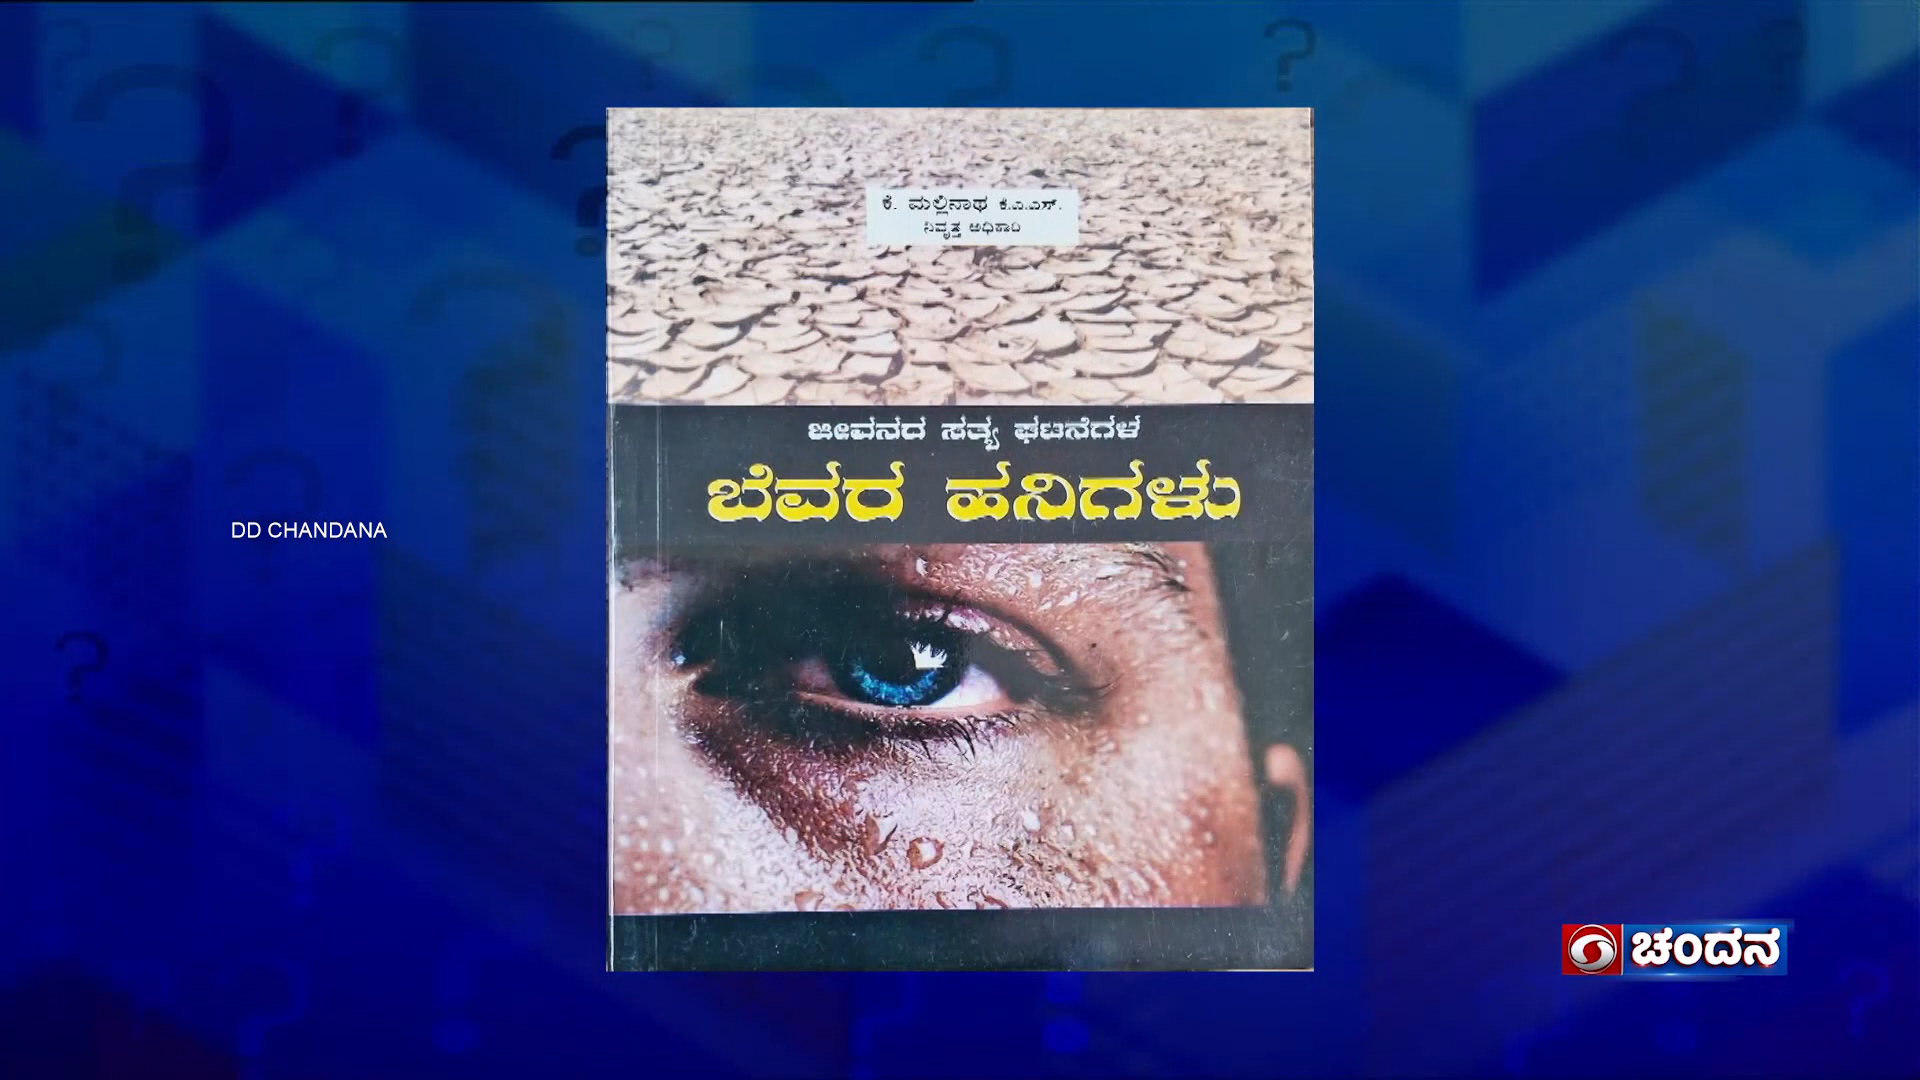 ಕೆ. ಮಲ್ಲಿನಾಥ ಕೆ.ಎ.ಎಸ್.
ನಿವೃತ್ತ ಅಧಿಕಾರಿ
ಜೀವನದ ಸತ್ಯ ಘಟನೆಗಳ
ಬೆವರ ಹನಿಗಳು
DD CHANDANA
ಚಂದನ